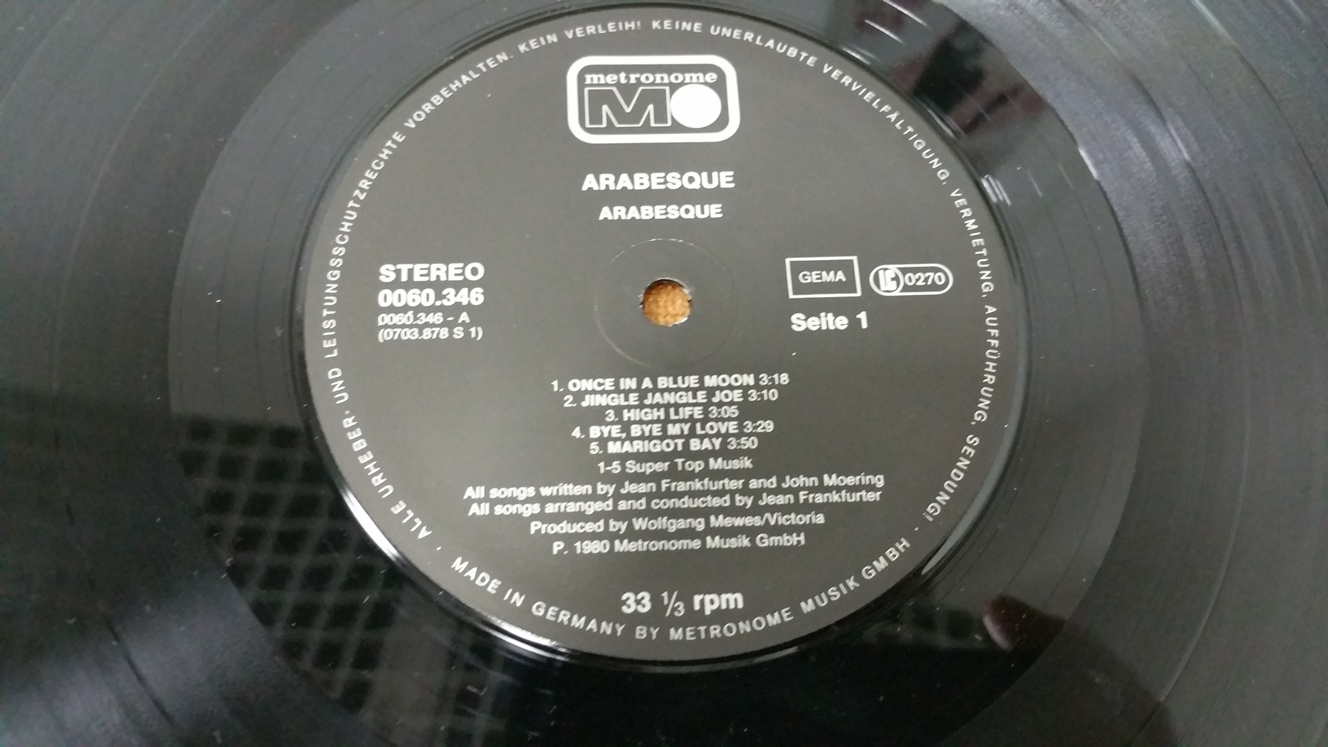 ALLE URHEBER- UND LEISTUNGSSCHUTZRECHTE VORBEHALTEN. KEIN VERLEIH! KEINE UNERLAUBTE VERVIELFÄLTIGUNG, VERMIETUNG, AUFFÜHRUNG, SENDUNG!
metronome
MO
ARABESQUE
ARABESQUE
STEREO
0060.346
0060.346 - A
(0703.878 S 1)
GEMA
LC 0270
Seite 1
1. ONCE IN A BLUE MOON 3:18
2. JINGLE JANGLE JOE 3:10
3. HIGH LIFE 3:05
4. BYE, BYE MY LOVE 3:29
5. MARIGOT BAY 3:50
1-5 Super Top Musik
All songs written by Jean Frankfurter and John Moering
All songs arranged and conducted by Jean Frankfurter
Produced by Wolfgang Mewes/Victoria
P. 1980 Metronome Musik GmbH
33 1/3 rpm
· MADE IN GERMANY BY METRONOME MUSIK GMBH ·